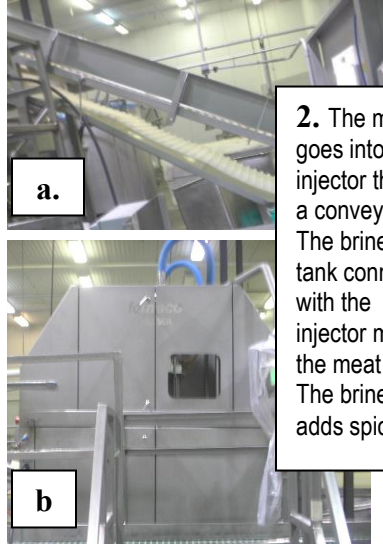 a.
2. The m
goes into
injector th
a convey
The brine
tank conn
with the
injector m
the meat
The brine
adds spic
b